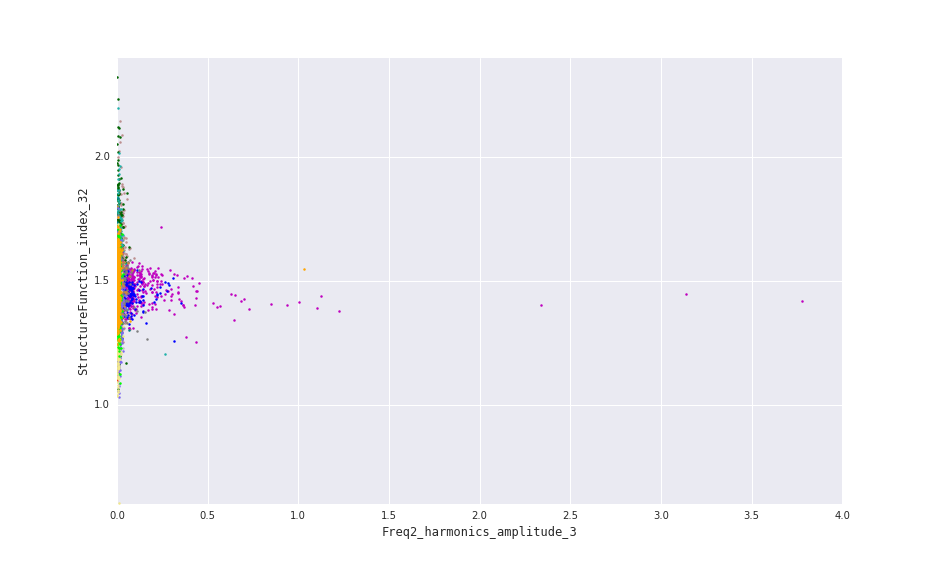 2.0
1.5
1.0
StructureFunction_index_32
0.0 0.5 1.0 1.5 2.0 2.5 3.0 3.5 4.0
Freq2_harmonics_amplitude_3